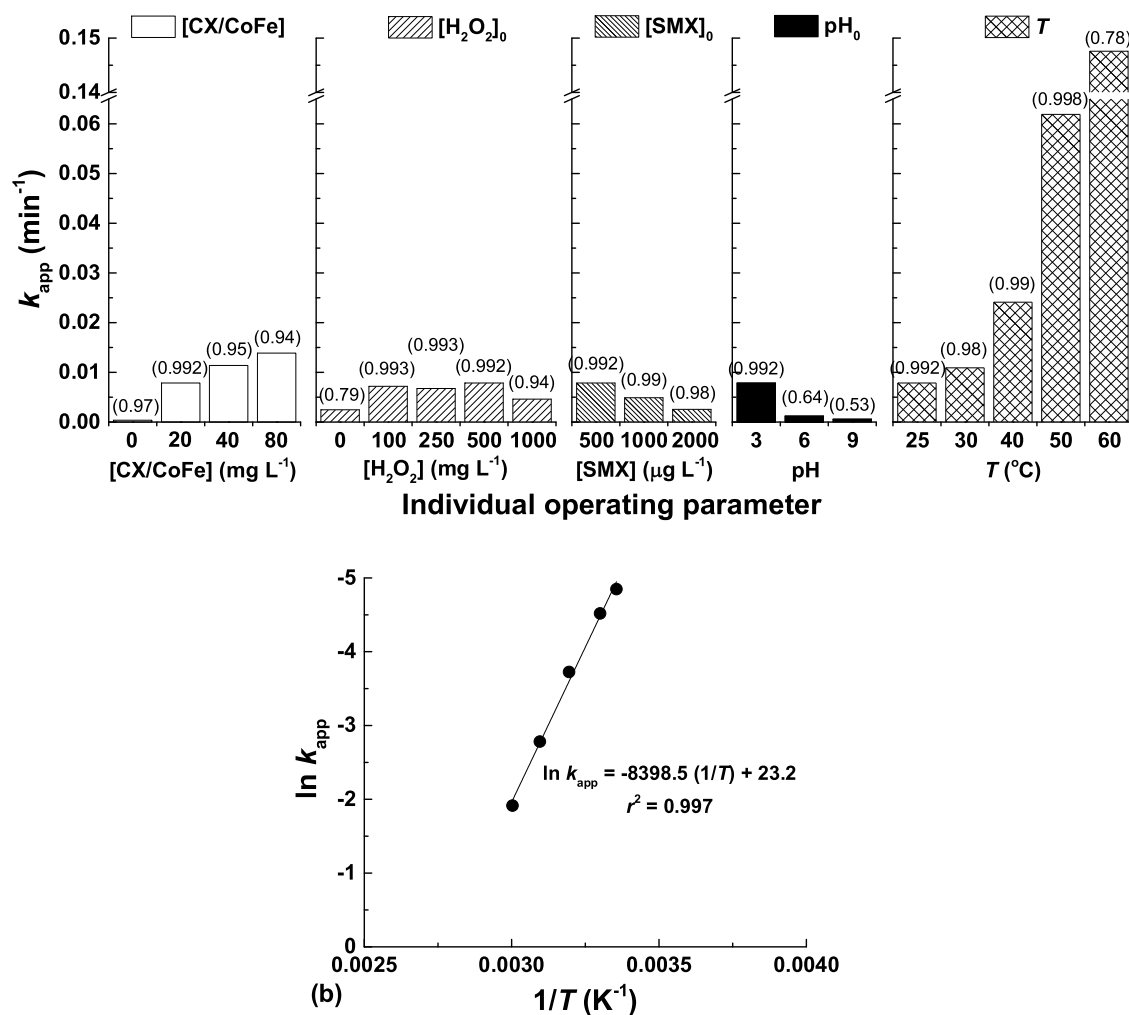 [CX/CoFe] [H₂O₂]₀ [SMX]₀ pH₀ T
0.15
0.14
0.06
0.05
0.04
0.03
0.02
0.01
0.00
k_app (min⁻¹)
(0.97) (0.992) (0.95) (0.94)
(0.79) (0.993) (0.993) (0.992) (0.94)
(0.992) (0.99) (0.98)
(0.992) (0.64) (0.53)
(0.992) (0.98) (0.99) (0.998) (0.78)
0 20 40 80 0 100 250 500 1000 500 1000 2000 3 6 9 25 30 40 50 60
[CX/CoFe] (mg L⁻¹) [H₂O₂] (mg L⁻¹) [SMX] (μg L⁻¹) pH T (°C)
Individual operating parameter
-5
-4
-3
-2
-1
0
ln k_app
ln k_app = -8398.5 (1/T) + 23.2
r² = 0.997
0.0025 0.0030 0.0035 0.0040
(b) 1/T (K⁻¹)